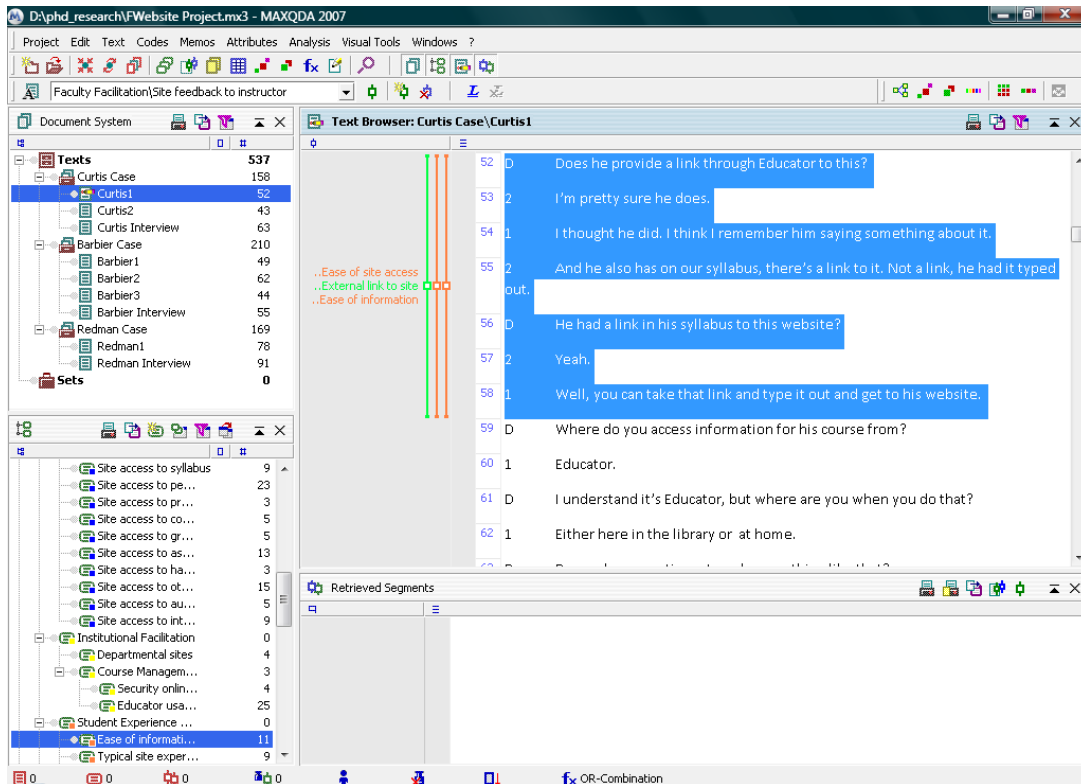 D:\phd_research\FWebsite Project.mx3 - MAXQDA 2007
Project Edit Text Codes Memos Attributes Analysis Visual Tools Windows ?
Faculty Facilitation\Site feedback to instructor
Document System
Texts 537
Curtis Case 158
Curtis1 52
Curtis2 43
Curtis Interview 63
Barbier Case 210
Barbier1 49
Barbier2 62
Barbier3 44
Barbier Interview 55
Redman Case 169
Redman1 78
Redman Interview 91
Sets 0
Site access to syllabus 9
Site access to pe... 23
Site access to pr... 3
Site access to co... 5
Site access to gr... 5
Site access to as... 13
Site access to ha... 3
Site access to ot... 15
Site access to au... 5
Site access to int... 9
Institutional Facilitation 0
Departmental sites 4
Course Managem... 3
Security onlin... 4
Educator usa... 25
Student Experience ... 0
Ease of informati... 11
Typical site exper... 9
Text Browser: Curtis Case\Curtis1
..Ease of site access
..External link to site
..Ease of information
52 D Does he provide a link through Educator to this?
53 2 I'm pretty sure he does.
54 1 I thought he did. I think I remember him saying something about it.
55 2 And he also has on our syllabus, there's a link to it. Not a link, he had it typed
out.
56 D He had a link in his syllabus to this website?
57 2 Yeah.
58 1 Well, you can take that link and type it out and get to his website.
59 D Where do you access information for his course from?
60 1 Educator.
61 D I understand it's Educator, but where are you when you do that?
62 1 Either here in the library or at home.
Retrieved Segments
0 0 0 0 OR-Combination